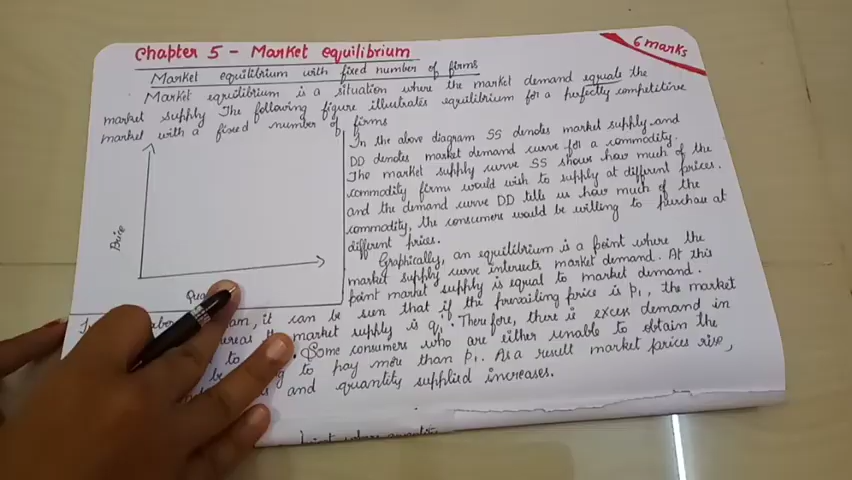 Chapter 5 - Market equilibrium
6 marks
Market equilibrium with fixed number of firms
Market equilibrium is a situation where the market demand equals the
market supply The following figure illustrates equilibrium for a perfectly competitive
market with a fixed number of firms
Price
Qua
In the above diagram SS denotes market supply and
DD denotes market demand curve for a commodity.
The market supply curve SS shows how much of the
commodity firms would wish to supply at different prices.
and the demand curve DD tells us how much of the
commodity, the consumers would be willing to purchase at
different prices.
Graphically, an equilibrium is a point where the
market supply curve intersects market demand. At this
point market supply is equal to market demand.
it can be seen that if the prevailing price is P1, the market
the market supply is q1'. Therefore, there is excess demand in
to Some consumers who are either unable to obtain the
be to pay more than P1. As a result market prices rise,
and quantity supplied increases.
point where